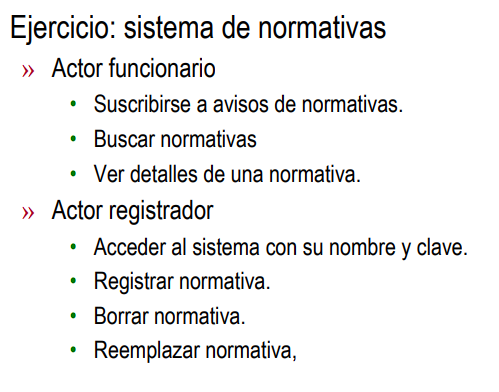 Ejercicio: sistema de normativas
» Actor funcionario
• Suscribirse a avisos de normativas.
• Buscar normativas
• Ver detalles de una normativa.
» Actor registrador
• Acceder al sistema con su nombre y clave.
• Registrar normativa.
• Borrar normativa.
• Reemplazar normativa,